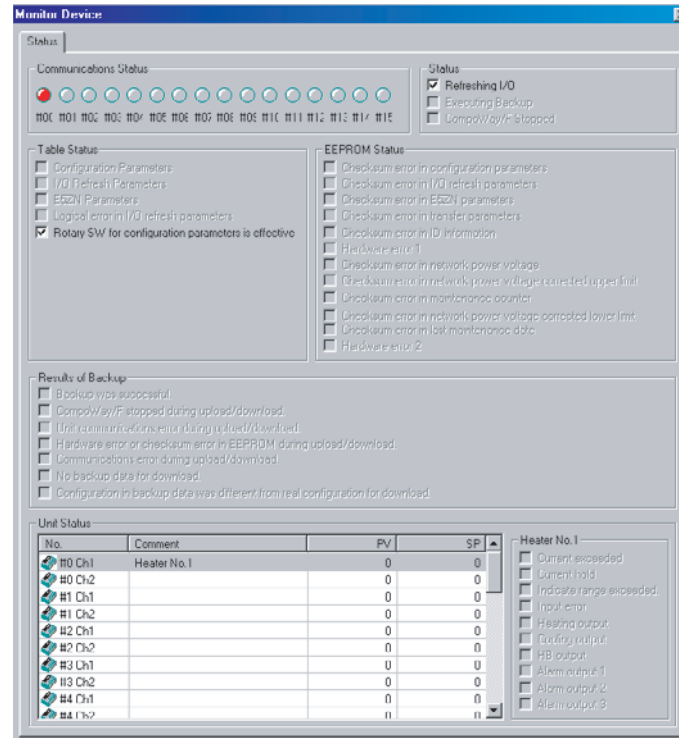 Monitor Device
Status
Communications Status
#00 #01 #02 #03 #04 #05 #06 #07 #08 #09 #10 #11 #12 #13 #14 #15
Status
Refreshing I/O
Executing Backup
CompoWay/F Stopped
Table Status
Configuration Parameters
I/O Refresh Parameters
E5ZN Parameters
Logical error in I/O refresh parameters
Rotary SW for configuration parameters is effective
EEPROM Status
Checksum error in configuration parameters
Checksum error in I/O refresh parameters
Checksum error in E5ZN parameters
Checksum error in transfer parameters
Checksum error in ID Information
Hardware error 1
Checksum error in network power voltage
Checksum error in network power voltage corrected upper limit
Checksum error in maintenance counter
Checksum error in network power voltage corrected lower limit.
Checksum error in last maintenance date
Hardware error 2
Results of Backup
Backup was successful.
CompoWay/F stopped during upload/download.
Unit communications error during upload/download.
Hardware error or checksum error in EEPROM during upload/download.
Communications error during upload/download.
No backup data for download.
Configuration in backup data was different from real configuration for download.
Unit Status
No. Comment PV SP
#0 Ch1 Heater No.1 0 0
#0 Ch2 0 0
#1 Ch1 0 0
#1 Ch2 0 0
#2 Ch1 0 0
#2 Ch2 0 0
#3 Ch1 0 0
#3 Ch2 0 0
#4 Ch1 0 0
#4 Ch2 0 0
Heater No.1
Current exceeded
Current hold
Indicate range exceeded.
Input error
Heating output
Cooling output
HB output
Alarm output 1
Alarm output 2
Alarm output 3